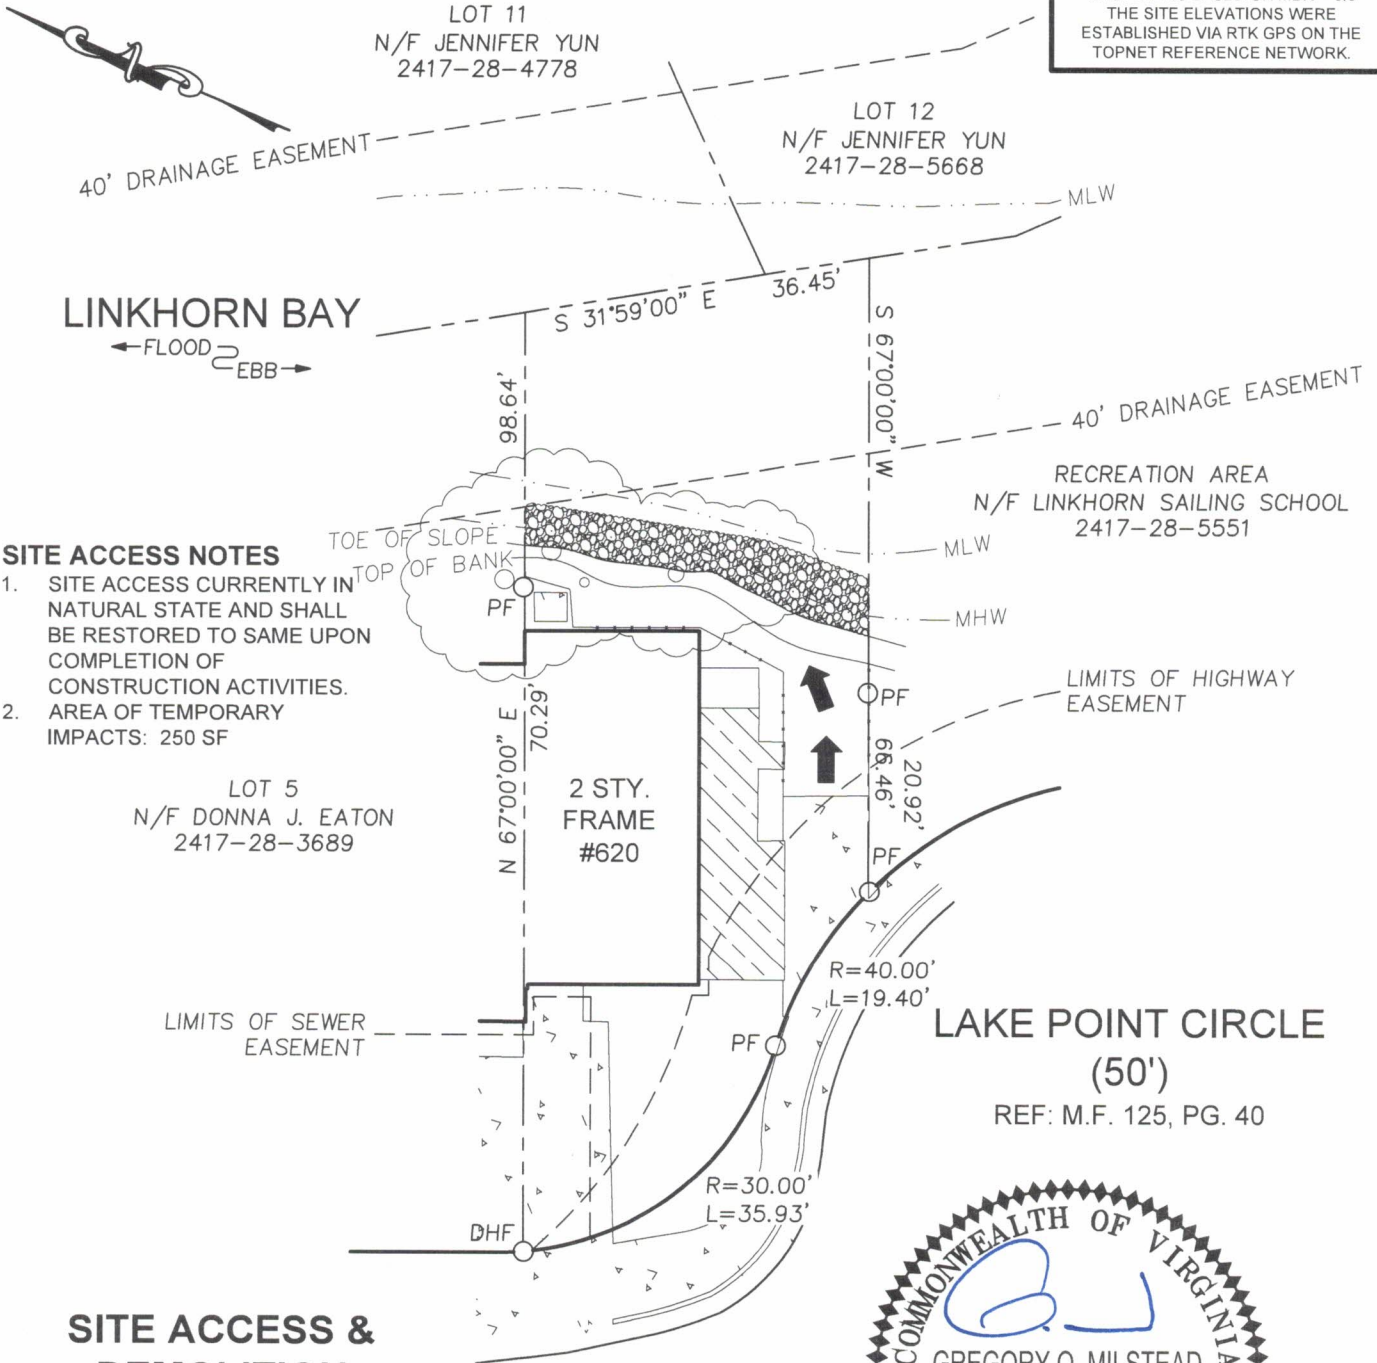 LOT 11
N/F JENNIFER YUN
2417-28-4778
THE SITE ELEVATIONS WERE
ESTABLISHED VIA RTK GPS ON THE
TOPNET REFERENCE NETWORK.
N
LOT 12
N/F JENNIFER YUN
2417-28-5668
40' DRAINAGE EASEMENT
MLW
LINKHORN BAY
FLOOD
EBB
S 31°59'00" E
36.45'
98.64'
S 67°00'00" W
40' DRAINAGE EASEMENT
RECREATION AREA
N/F LINKHORN SAILING SCHOOL
2417-28-5551
TOE OF SLOPE
TOP OF BANK
MLW
MHW
SITE ACCESS NOTES
1. SITE ACCESS CURRENTLY IN
NATURAL STATE AND SHALL
BE RESTORED TO SAME UPON
COMPLETION OF
CONSTRUCTION ACTIVITIES.
2. AREA OF TEMPORARY
IMPACTS: 250 SF
PF
PF
LIMITS OF HIGHWAY
EASEMENT
N 67°00'00" E
70.29'
66.46'
20.92'
LOT 5
N/F DONNA J. EATON
2417-28-3689
2 STY.
FRAME
#620
PF
R=40.00'
L=19.40'
LIMITS OF SEWER
EASEMENT
PF
LAKE POINT CIRCLE
(50')
REF: M.F. 125, PG. 40
R=30.00'
L=35.93'
DHF
COMMONWEALTH OF VIRGINIA
GREGORY O. MILSTEAD
SITE ACCESS &
DEMOLITION